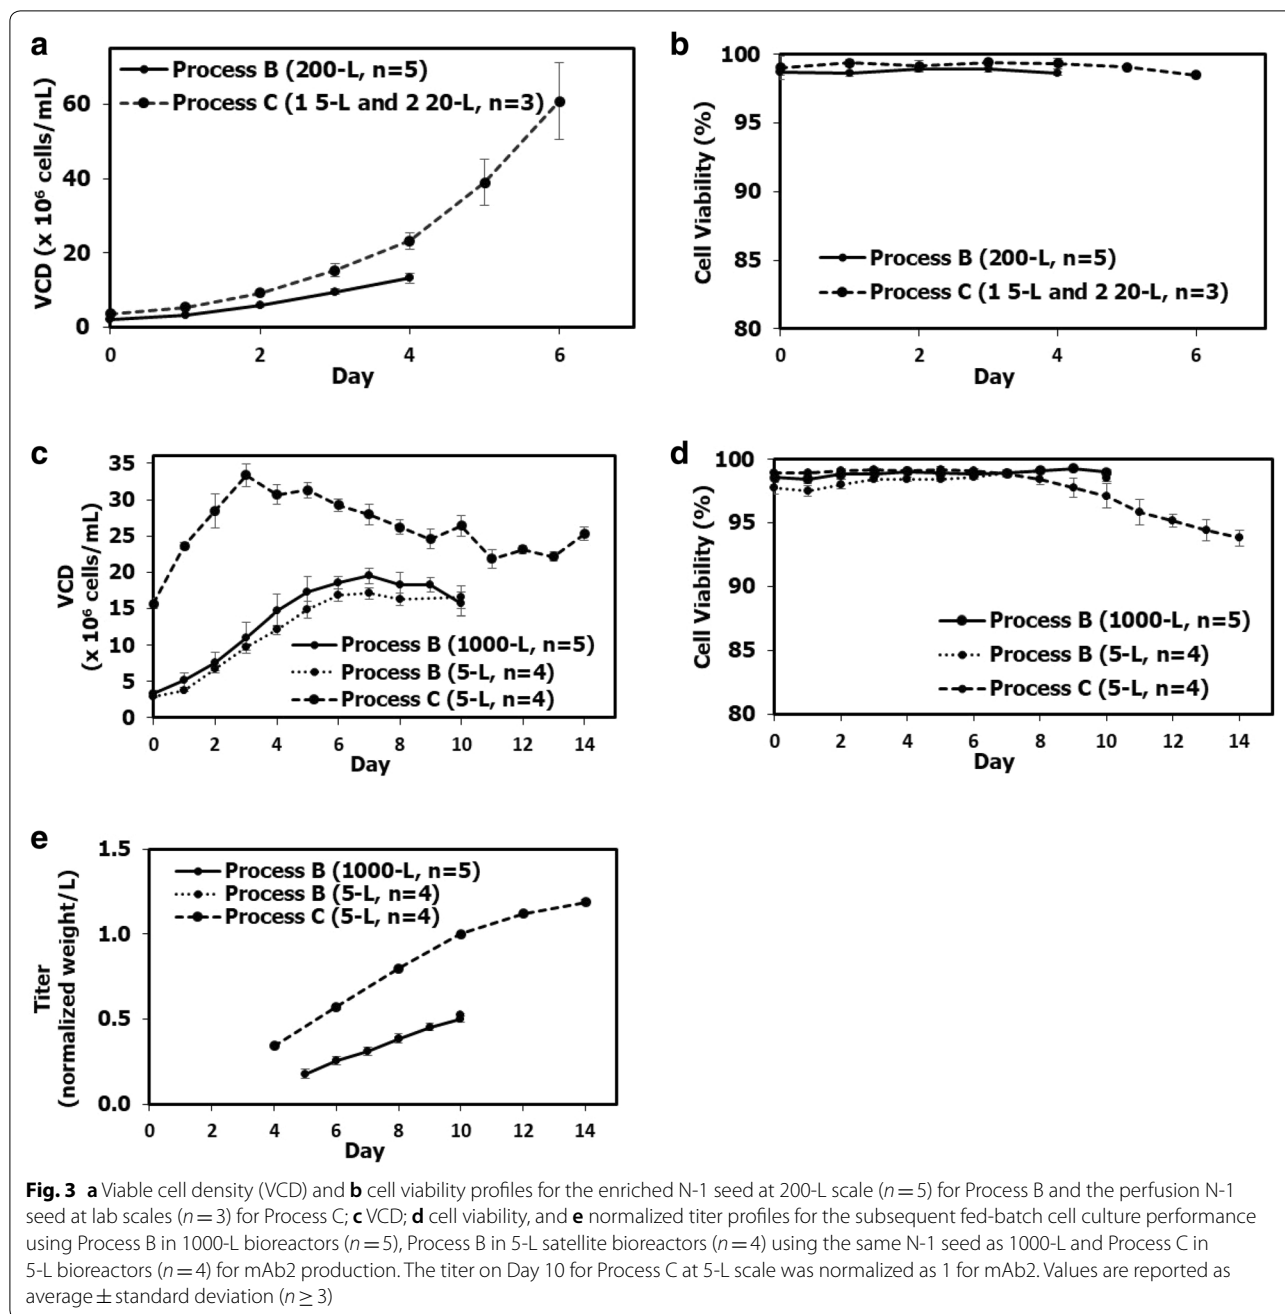 a
Process B (200-L, n=5)
Process C (1 5-L and 2 20-L, n=3)
VCD (x 10⁶ cells/mL)
60
40
20
0
0 2 4 6
Day
b
100
95
90
85
80
Cell Viability (%)
Process B (200-L, n=5)
Process C (1 5-L and 2 20-L, n=3)
0 2 4 6
Day
c
35
30
25
20
15
10
5
0
VCD
(x 10⁶ cells/mL)
Process B (1000-L, n=5)
Process B (5-L, n=4)
Process C (5-L, n=4)
0 2 4 6 8 10 12 14
Day
d
100
95
90
85
80
Cell Viability (%)
Process B (1000-L, n=5)
Process B (5-L, n=4)
Process C (5-L, n=4)
0 2 4 6 8 10 12 14
Day
e
1.5
1.0
0.5
0.0
Titer
(normalized weight/L)
Process B (1000-L, n=5)
Process B (5-L, n=4)
Process C (5-L, n=4)
0 2 4 6 8 10 12 14
Day
Fig. 3 a Viable cell density (VCD) and b cell viability profiles for the enriched N-1 seed at 200-L scale (n = 5) for Process B and the perfusion N-1
seed at lab scales (n = 3) for Process C; c VCD; d cell viability, and e normalized titer profiles for the subsequent fed-batch cell culture performance
using Process B in 1000-L bioreactors (n = 5), Process B in 5-L satellite bioreactors (n = 4) using the same N-1 seed as 1000-L and Process C in
5-L bioreactors (n = 4) for mAb2 production. The titer on Day 10 for Process C at 5-L scale was normalized as 1 for mAb2. Values are reported as
average ± standard deviation (n ≥ 3)